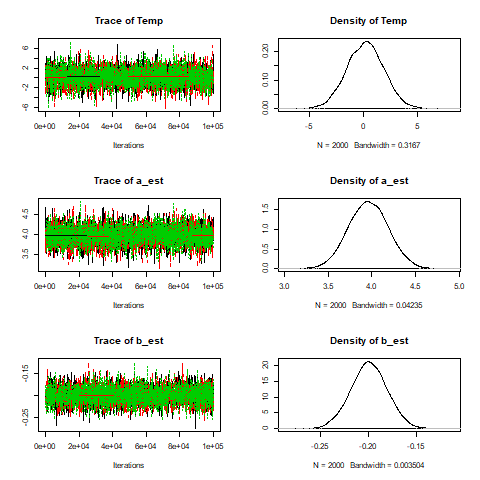 Trace of Temp
6
2
-2
-6
0e+00 2e+04 4e+04 6e+04 8e+04 1e+05
Iterations
Density of Temp
0.20
0.10
0.00
-5 0 5
N = 2000 Bandwidth = 0.3167
Trace of a_est
4.5
4.0
3.5
0e+00 2e+04 4e+04 6e+04 8e+04 1e+05
Iterations
Density of a_est
1.5
1.0
0.5
0.0
3.0 3.5 4.0 4.5 5.0
N = 2000 Bandwidth = 0.04235
Trace of b_est
-0.15
-0.25
0e+00 2e+04 4e+04 6e+04 8e+04 1e+05
Iterations
Density of b_est
20
15
10
5
0
-0.25 -0.20 -0.15
N = 2000 Bandwidth = 0.003504